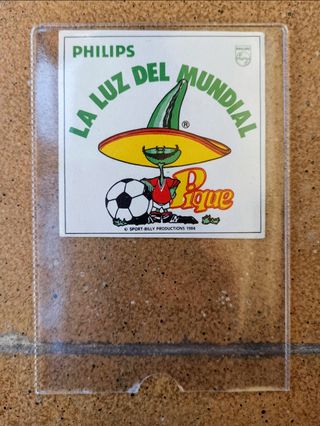 PHILIPS
PHILIPS
LA LUZ DEL MUNDIAL
®
Pique
© SPORT-BILLY PRODUCTIONS 1984